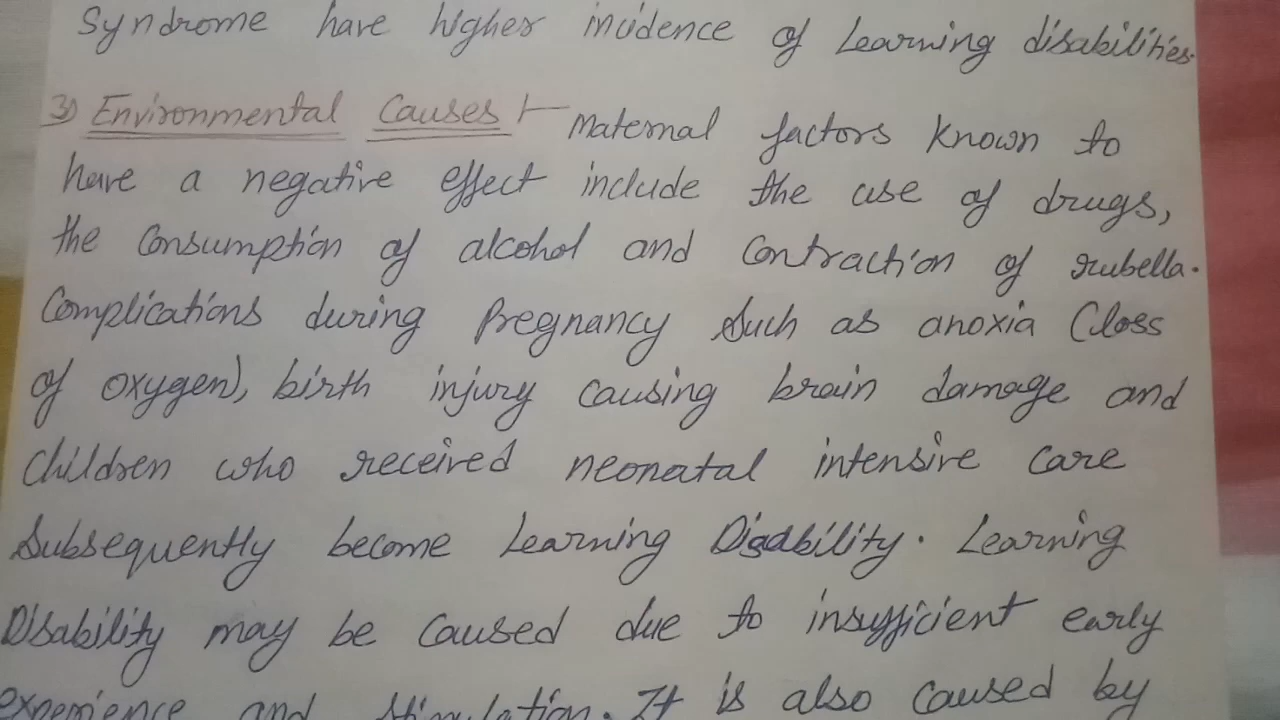 Syndrome have higher incidence of Learning disabilities.
3) Environmental Causes :- Maternal factors known to
have a negative effect include the use of drugs,
the consumption of alcohol and contraction of rubella.
Complications during Pregnancy such as anoxia (loss
of oxygen), birth injury causing brain damage and
Children who received neonatal intensive care
Subsequently become Learning Disability. Learning
Disability may be caused due to insufficient early
experience and stimulation. It is also caused by